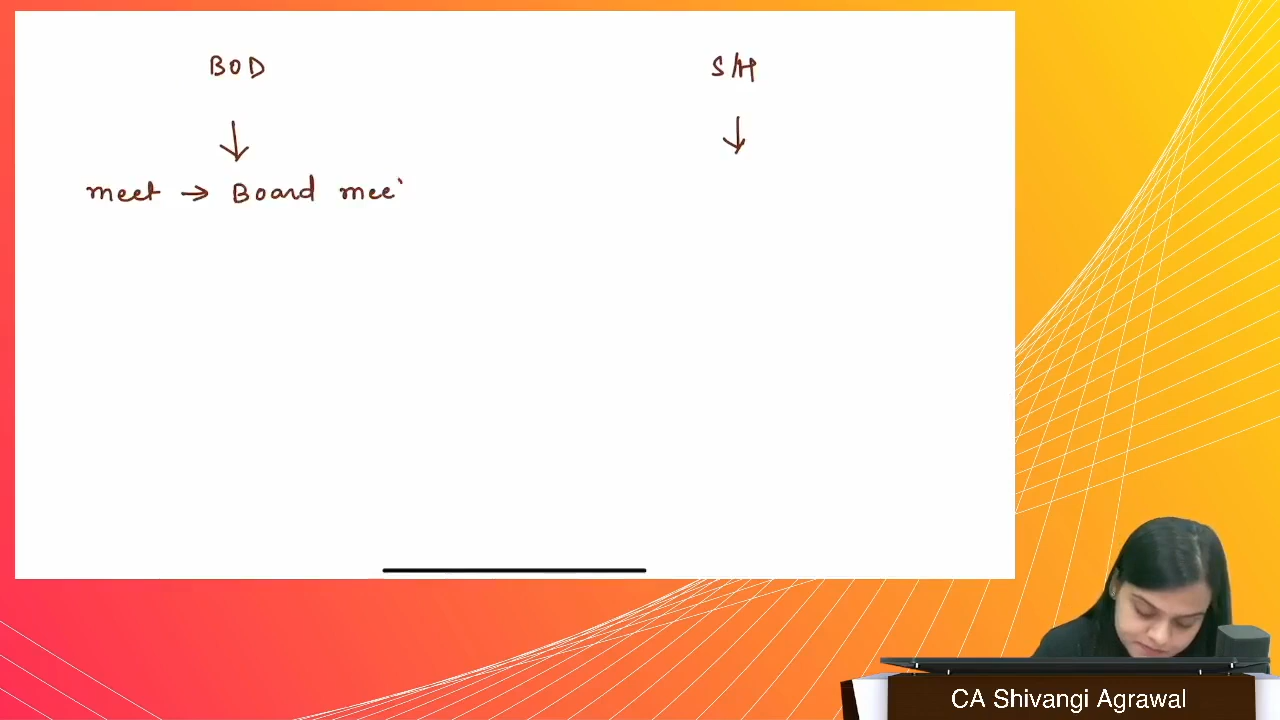 BOD S/H
↓ ↓
meet → Board mee
CA Shivangi Agrawal